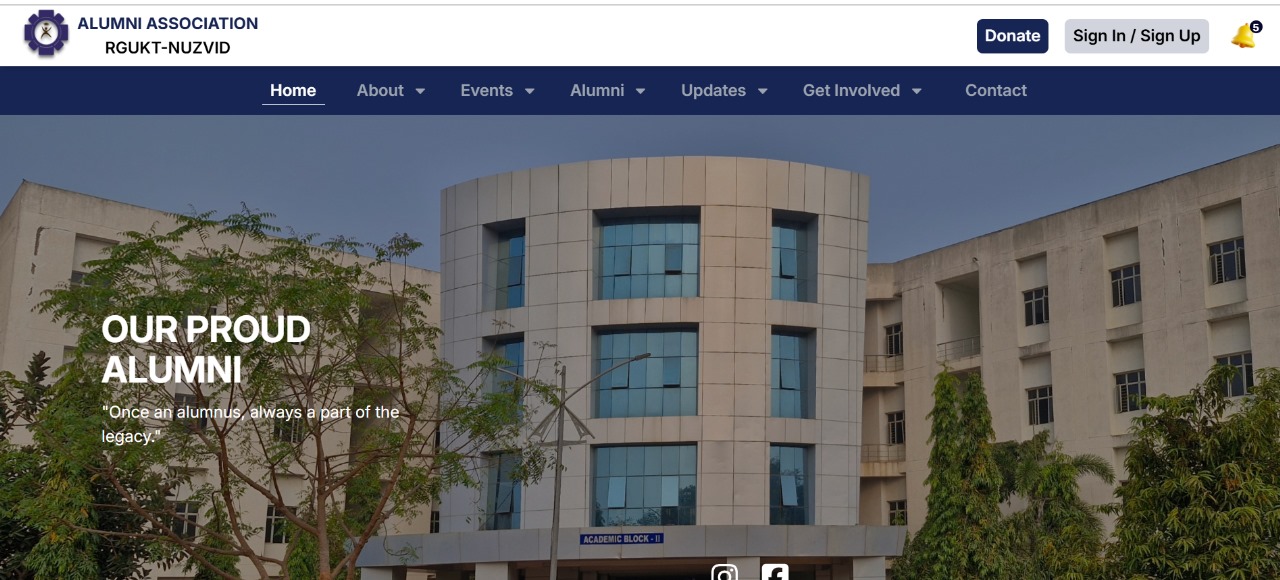 ALUMNI ASSOCIATION
RGUKT-NUZVID
Donate
Sign In / Sign Up
5
Home
About
Events
Alumni
Updates
Get Involved
Contact
OUR PROUD
ALUMNI
"Once an alumnus, always a part of the
legacy."
ACADEMIC BLOCK - II